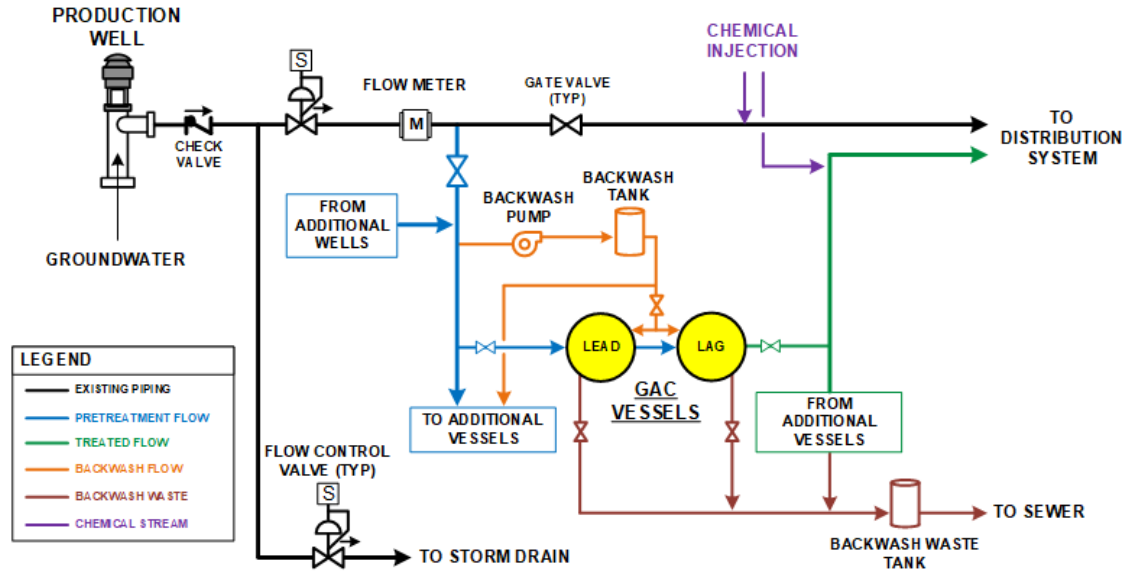 PRODUCTION
WELL
S
FLOW METER
GATE VALVE
(TYP)
CHEMICAL
INJECTION
M
CHECK
VALVE
TO
DISTRIBUTION
SYSTEM
FROM
ADDITIONAL
WELLS
BACKWASH
PUMP
BACKWASH
TANK
GROUNDWATER
LEAD
LAG
GAC
VESSELS
LEGEND
EXISTING PIPING
PRETREATMENT FLOW
TREATED FLOW
BACKWASH FLOW
BACKWASH WASTE
CHEMICAL STREAM
TO ADDITIONAL
VESSELS
FROM
ADDITIONAL
VESSELS
FLOW CONTROL
VALVE (TYP)
S
TO STORM DRAIN
TO SEWER
BACKWASH WASTE
TANK